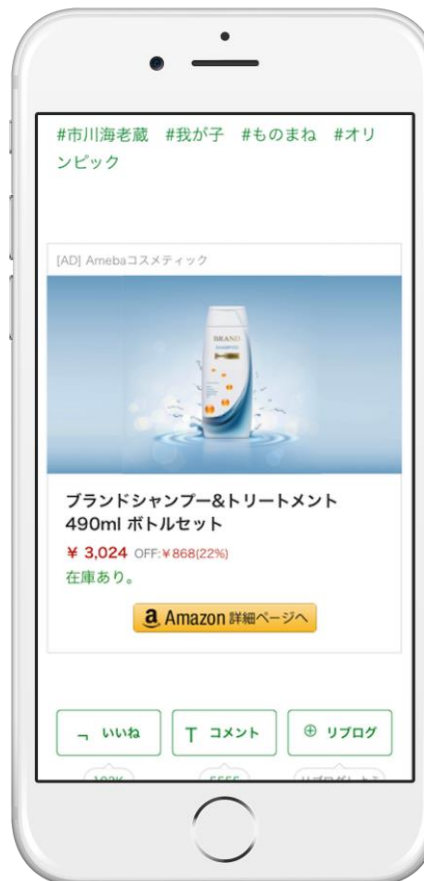 #市川海老蔵 #我が子 #ものまね #オリ
ンピック
[AD] Amebaコスメティック
BRAND
SHAMPOO
ブランドシャンプー&トリートメント
490ml ボトルセット
¥ 3,024 OFF:¥868(22%)
在庫あり。
a Amazon 詳細ページへ
¬ いいね
T コメント
⊕ リブログ